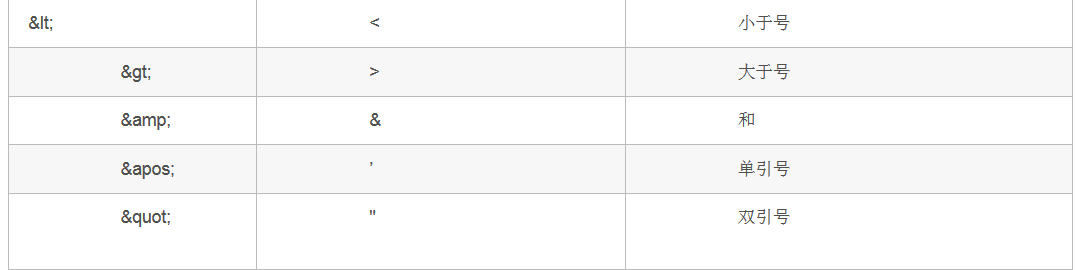 &lt; < 小于号
&gt; > 大于号
&amp; & 和
&apos; ' 单引号
&quot; " 双引号